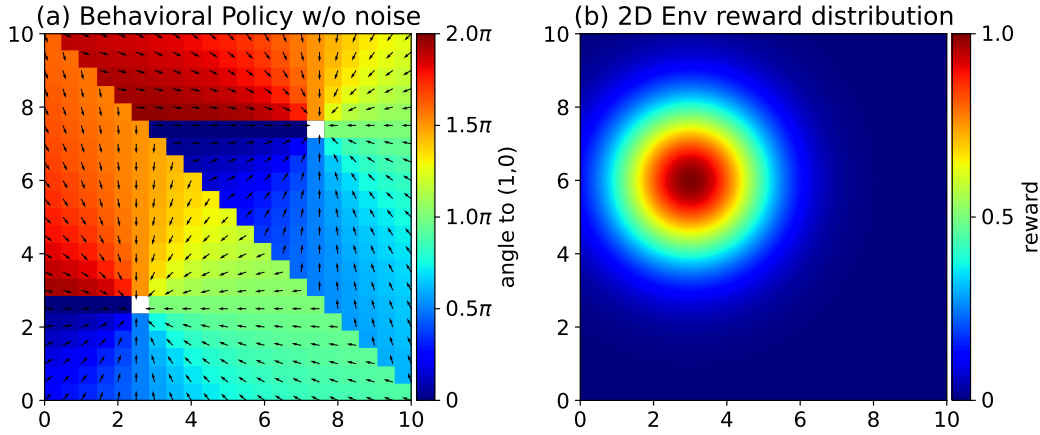 (a) Behavioral Policy w/o noise
10
8
6
4
2
0
0 2 4 6 8 10
2.0π
1.5π
1.0π
0.5π
0
angle to (1,0)
(b) 2D Env reward distribution
10
8
6
4
2
0
0 2 4 6 8 10
1.0
0.5
0
reward